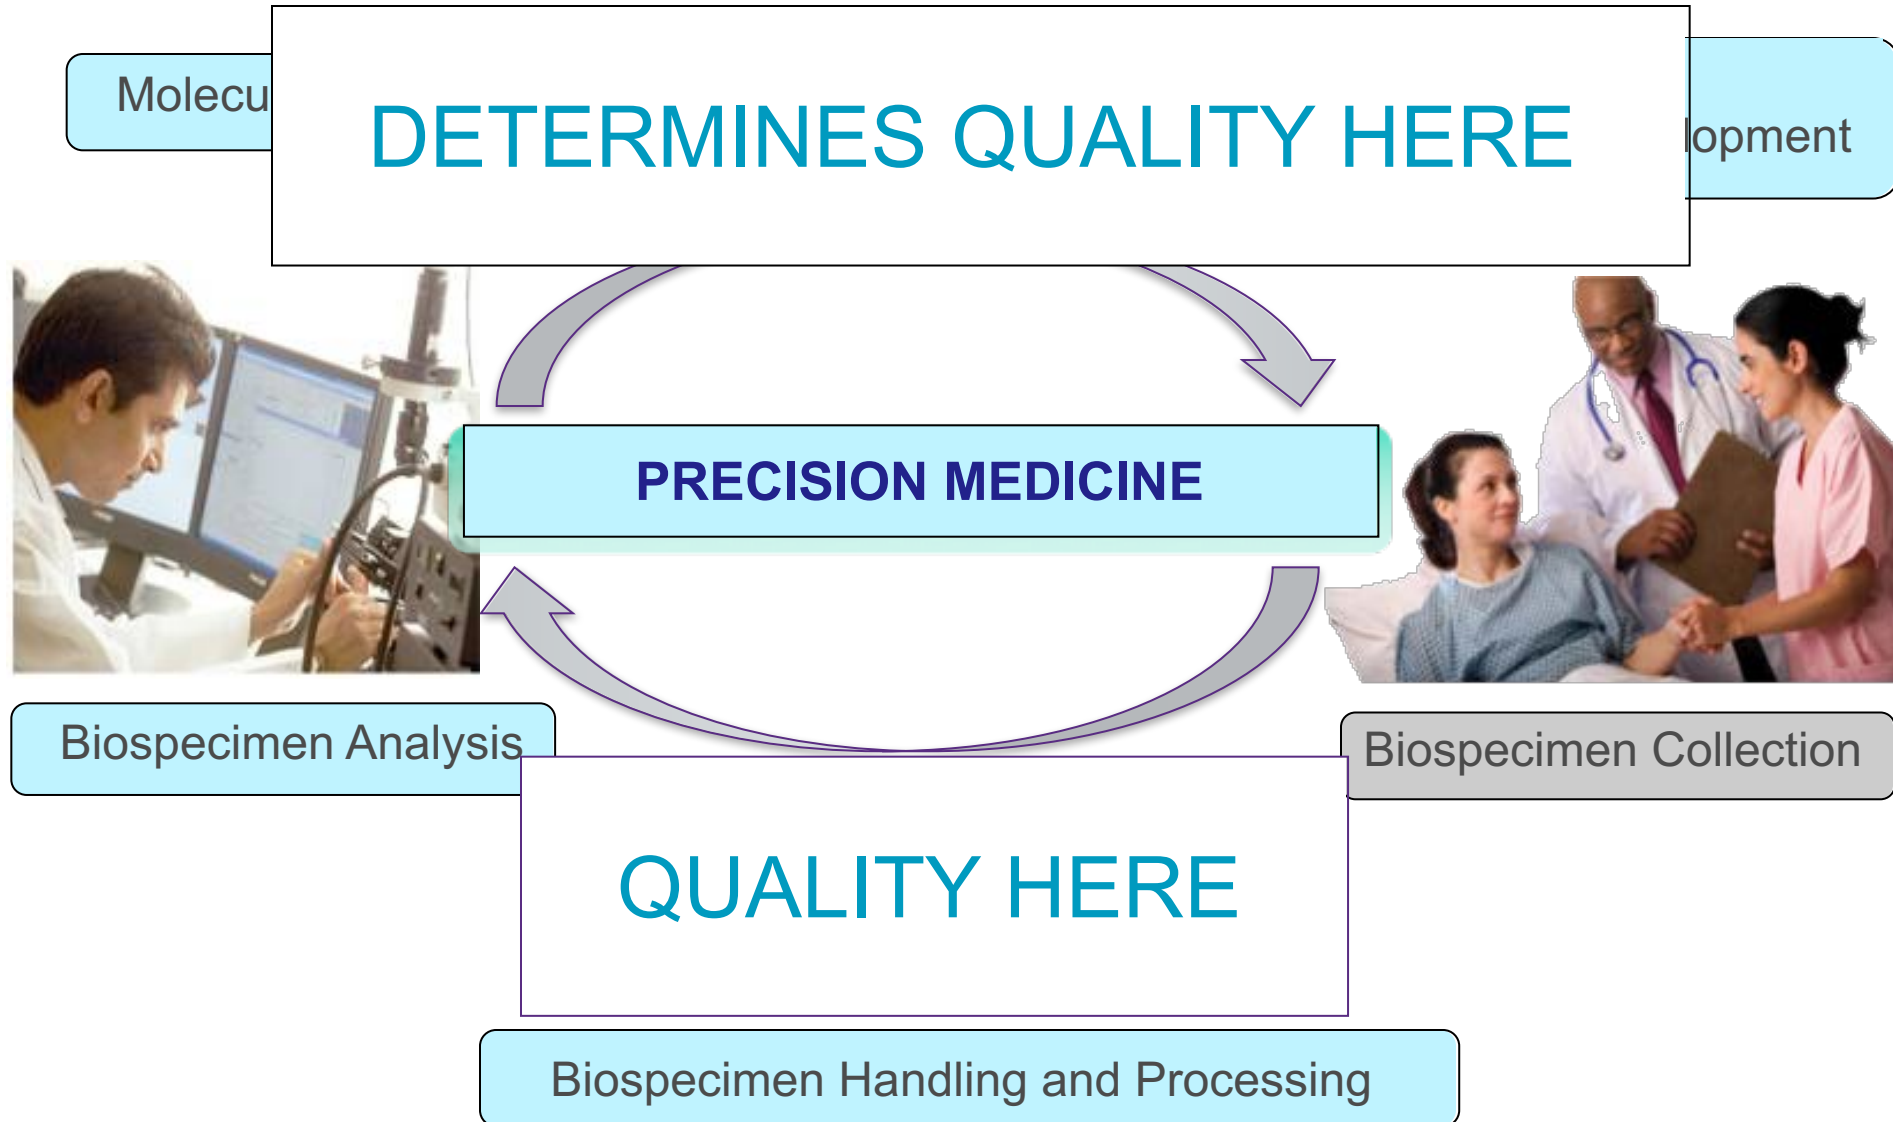 Molecu
DETERMINES QUALITY HERE
lopment
PRECISION MEDICINE
Biospecimen Analysis
Biospecimen Collection
QUALITY HERE
Biospecimen Handling and Processing